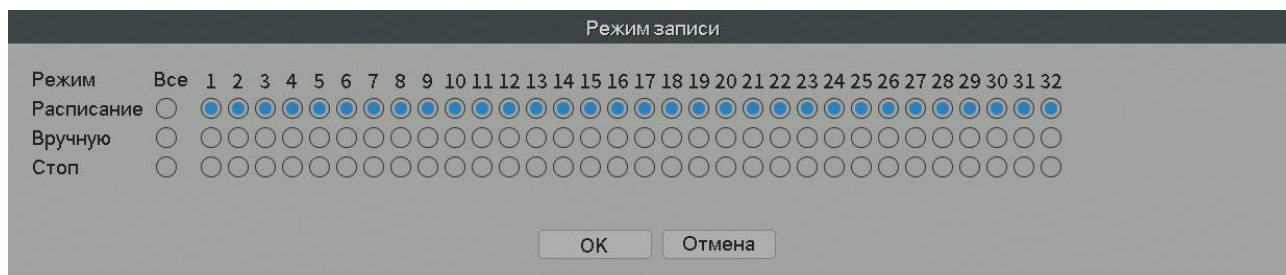 Режим записи
Режим Все 1 2 3 4 5 6 7 8 9 10 11 12 13 14 15 16 17 18 19 20 21 22 23 24 25 26 27 28 29 30 31 32
Расписание
Вручную
Стоп
OK Отмена